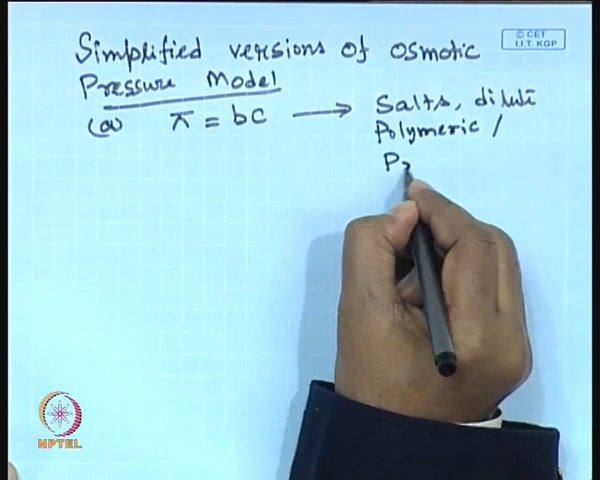 © CET
I.I.T. KGP
Simplified versions of osmotic
Pressure Model
(a) π = bc → Salts, dilute
Polymeric /
NPTEL